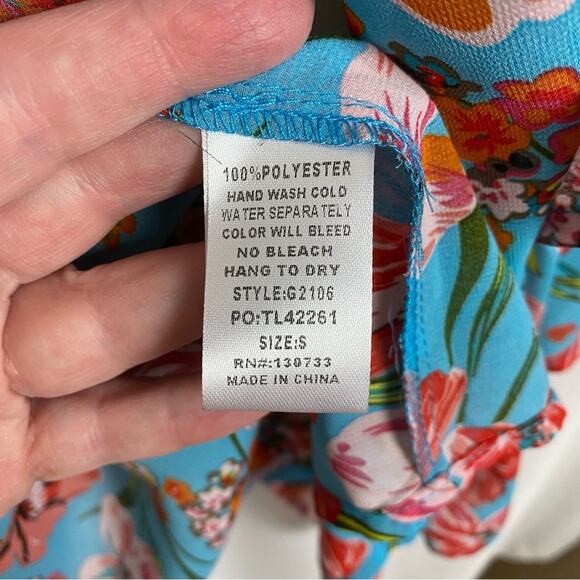 100%POLYESTER
HAND WASH COLD
WATER SEPARATELY
COLOR WILL BLEED
NO BLEACH
HANG TO DRY
STYLE:G2106
PO:TL42261
SIZE:S
RN#:130733
MADE IN CHINA